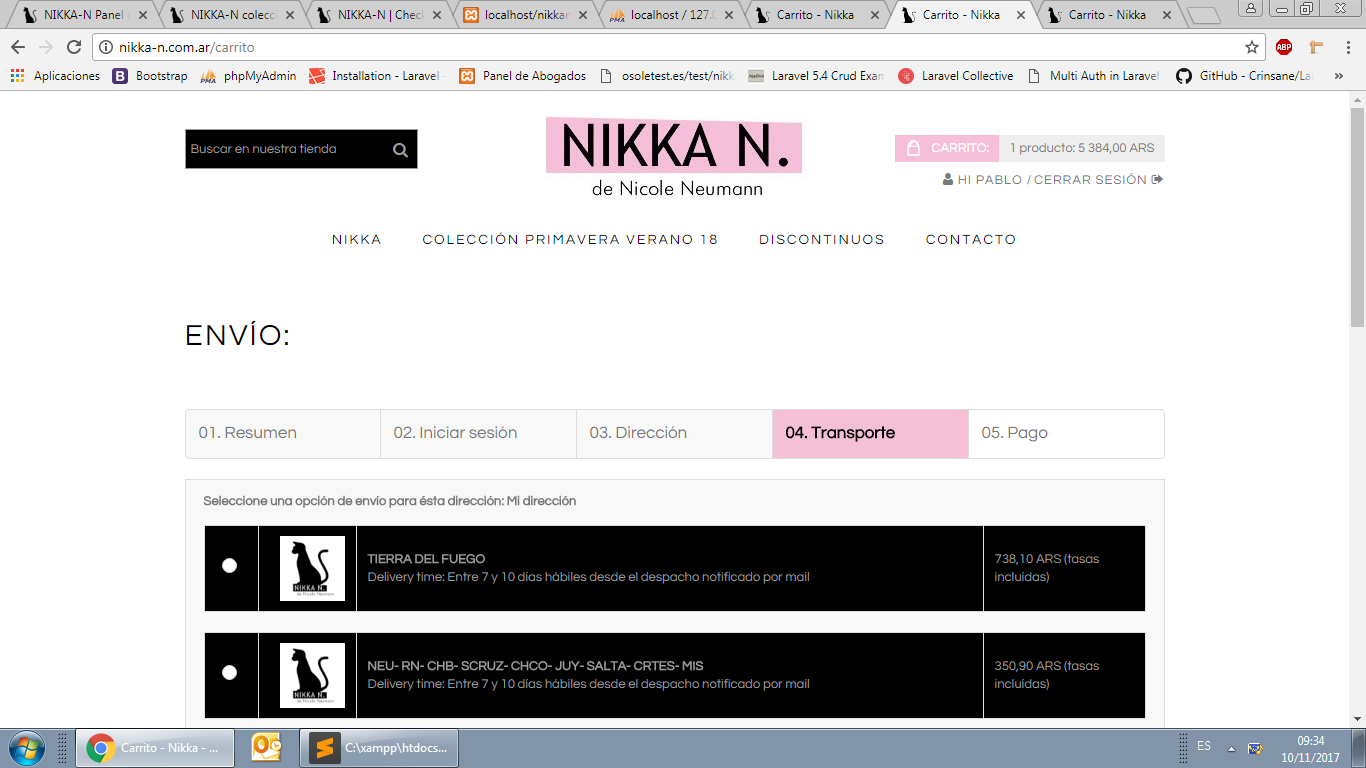 NIKKA-N Panel
NIKKA-N colecc
NIKKA-N | Check
localhost/nikkan
localhost / 127.0
Carrito - Nikka
Carrito - Nikka
Carrito - Nikka
nikka-n.com.ar/carrito
ABP
Aplicaciones
Bootstrap
phpMyAdmin
Installation - Laravel -
Panel de Abogados
osoletest.es/test/nikk
Laravel 5.4 Crud Exam
Laravel Collective
Multi Auth in Laravel
GitHub - Crinsane/La
Buscar en nuestra tienda
NIKKA N.
de Nicole Neumann
CARRITO:
1 producto: 5 384,00 ARS
HI PABLO / CERRAR SESIÓN
NIKKA
COLECCIÓN PRIMAVERA VERANO 18
DISCONTINUOS
CONTACTO
ENVÍO:
01. Resumen
02. Iniciar sesión
03. Dirección
04. Transporte
05. Pago
Seleccione una opción de envío para ésta dirección: Mi dirección
NIKKA N.
de Nicole Neumann
TIERRA DEL FUEGO
Delivery time: Entre 7 y 10 días hábiles desde el despacho notificado por mail
738,10 ARS (tasas
incluídas)
NIKKA N.
de Nicole Neumann
NEU- RN- CHB- SCRUZ- CHCO- JUY- SALTA- CRTES- MIS
Delivery time: Entre 7 y 10 días hábiles desde el despacho notificado por mail
350,90 ARS (tasas
incluídas)
Carrito - Nikka - ...
C:\xampp\htdocs...
ES
09:34
10/11/2017